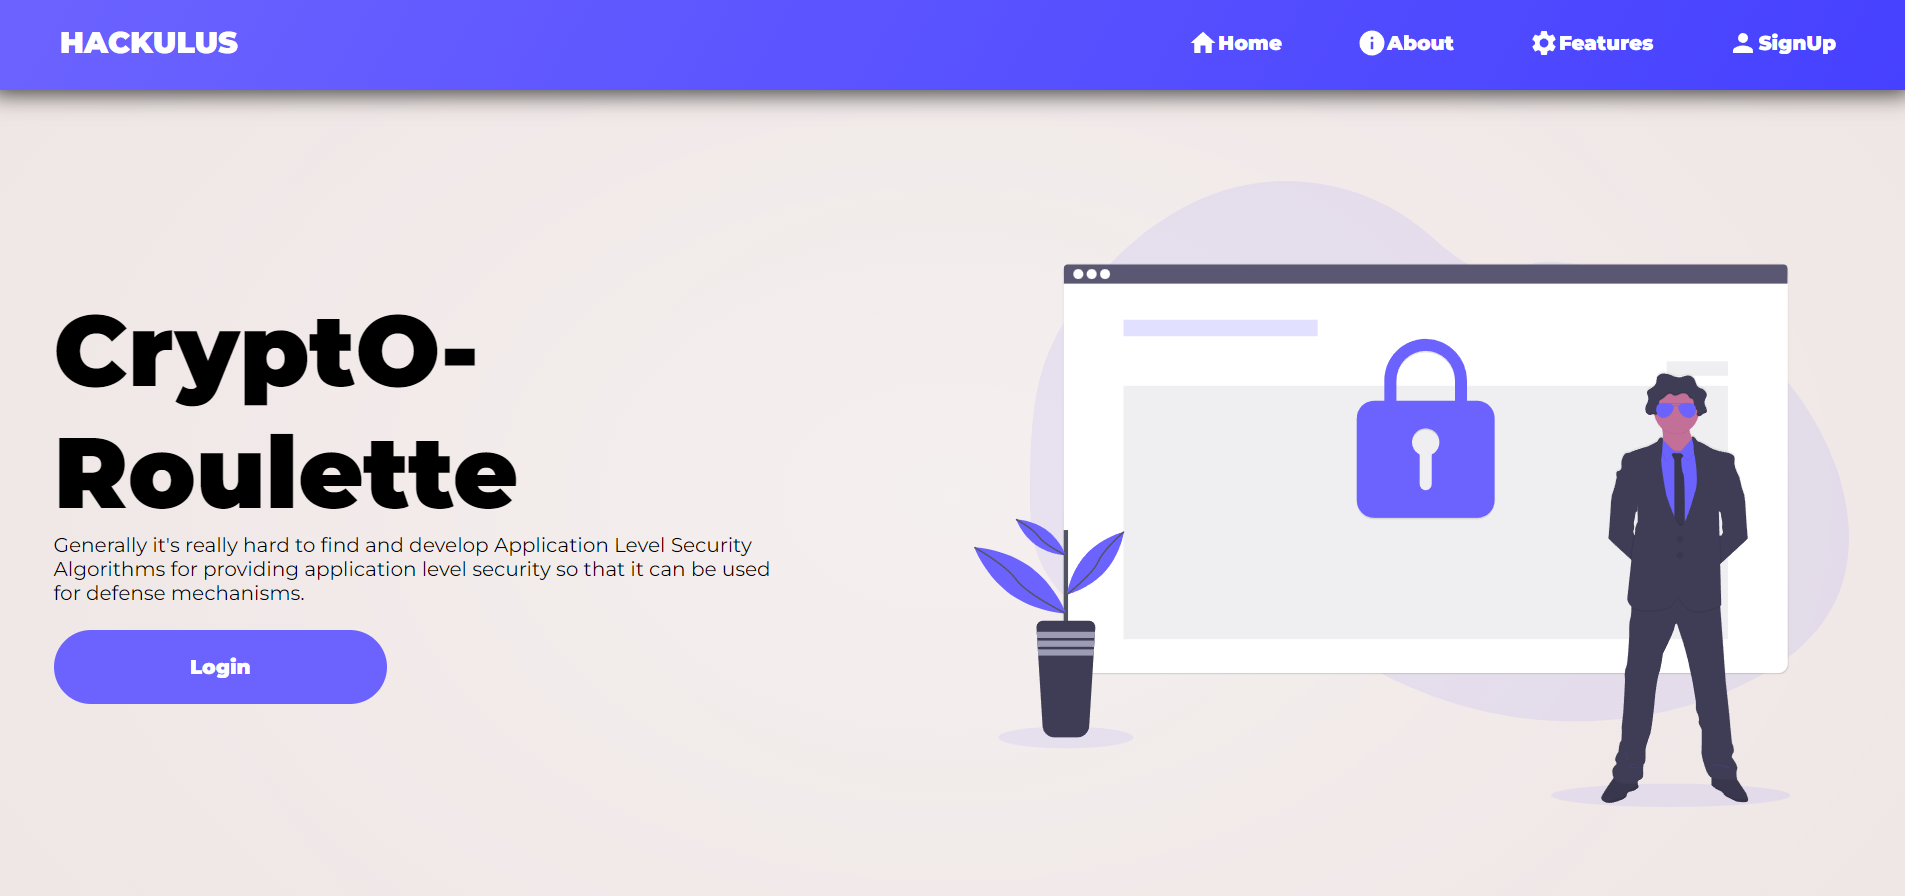 HACKULUS
Home About Features SignUp
CryptO-
Roulette
Generally it's really hard to find and develop Application Level Security
Algorithms for providing application level security so that it can be used
for defense mechanisms.
Login